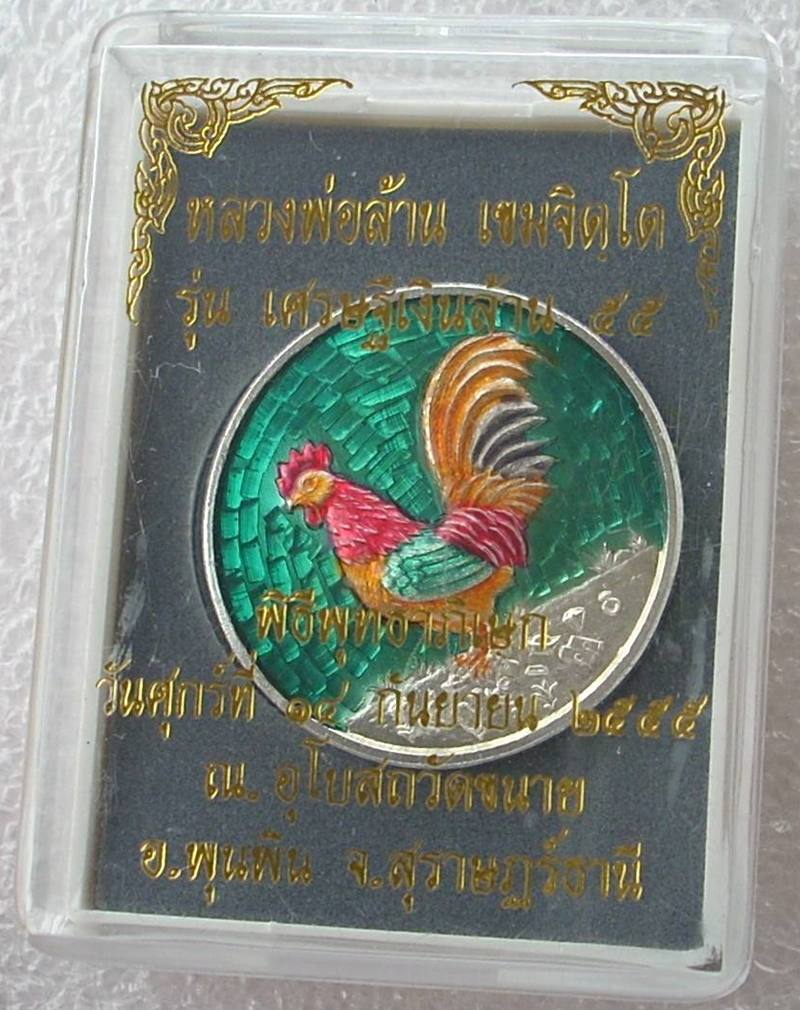 หลวงพ่อล้าน เขมจิตฺโต
รุ่น เศรษฐีเงินล้าน ๕๕
พิธีพุทธาภิเษก
วันศุกร์ที่ ๑๔ กันยายน ๒๕๕๕
ณ. อุโบสถวัดขนาย
อ.พุนพิน จ.สุราษฎร์ธานี